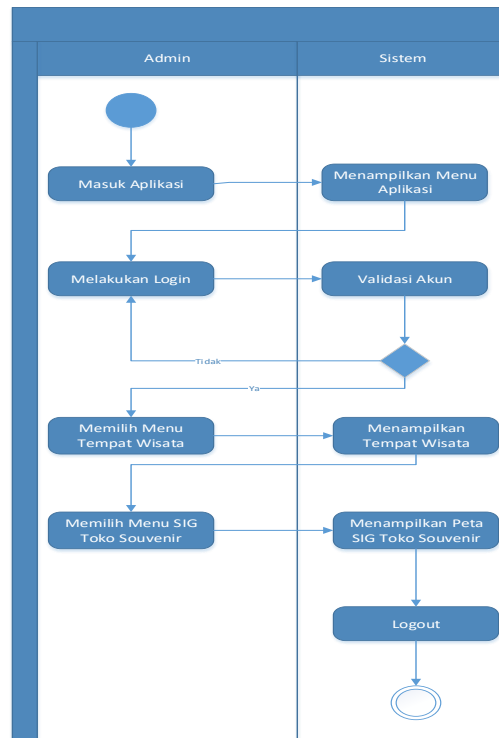 Admin
Sistem
Masuk Aplikasi
Menampilkan Menu
Aplikasi
Melakukan Login
Validasi Akun
Tidak
Ya
Memilih Menu
Tempat Wisata
Menampilkan
Tempat Wisata
Memilih Menu SIG
Toko Souvenir
Menampilkan Peta
SIG Toko Souvenir
Logout